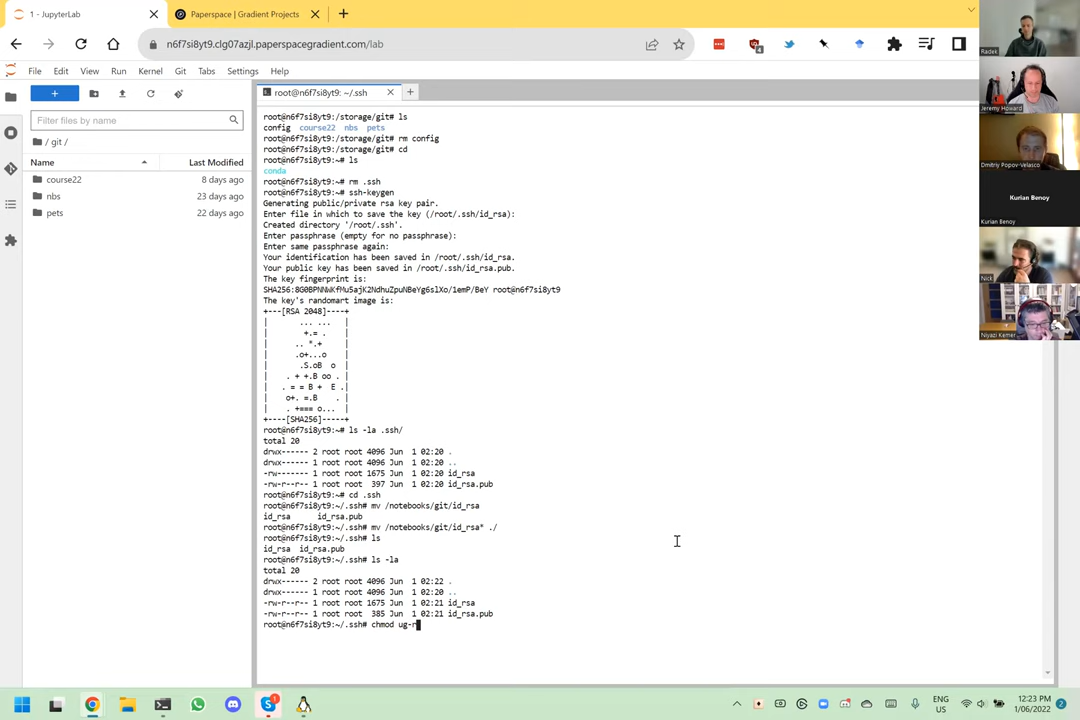 1 - JupyterLab
Paperspace | Gradient Projects
n6f7si8yt9.clg07azjl.paperspacegradient.com/lab
4
File Edit View Run Kernel Git Tabs Settings Help
Filter files by name
/ git /
Name Last Modified
course22 8 days ago
nbs 23 days ago
pets 22 days ago
root@n6f7si8yt9: ~/.ssh
root@n6f7si8yt9:/storage/git# ls
config course22 nbs pets
root@n6f7si8yt9:/storage/git# rm config
root@n6f7si8yt9:/storage/git# cd
root@n6f7si8yt9:~# ls
conda
root@n6f7si8yt9:~# rm .ssh
root@n6f7si8yt9:~# ssh-keygen
Generating public/private rsa key pair.
Enter file in which to save the key (/root/.ssh/id_rsa):
Created directory '/root/.ssh'.
Enter passphrase (empty for no passphrase):
Enter same passphrase again:
Your identification has been saved in /root/.ssh/id_rsa.
Your public key has been saved in /root/.ssh/id_rsa.pub.
The key fingerprint is:
SHA256:8G0BPNNWKfMu5ajK2NdhuZpuNBeYg6slXo/1emP/BeY root@n6f7si8yt9
The key's randomart image is:
+---[RSA 2048]----+
|      ... ...    |
|       +.= .     |
|     .. *.+      |
|     .o+...o     |
|      .S.oB  o   |
|    . + +.B oo . |
|   . = = B +  E .|
|    o+. =.B    . |
|     . +=== o... |
+----[SHA256]-----+
root@n6f7si8yt9:~# ls -la .ssh/
total 20
drwx------ 2 root root 4096 Jun  1 02:20 .
drwx------ 1 root root 4096 Jun  1 02:20 ..
-rw------- 1 root root 1675 Jun  1 02:20 id_rsa
-rw-r--r-- 1 root root  397 Jun  1 02:20 id_rsa.pub
root@n6f7si8yt9:~# cd .ssh
root@n6f7si8yt9:~/.ssh# mv /notebooks/git/id_rsa
id_rsa      id_rsa.pub
root@n6f7si8yt9:~/.ssh# mv /notebooks/git/id_rsa* ./
root@n6f7si8yt9:~/.ssh# ls
id_rsa  id_rsa.pub
root@n6f7si8yt9:~/.ssh# ls -la
total 20
drwx------ 2 root root 4096 Jun  1 02:22 .
drwx------ 1 root root 4096 Jun  1 02:20 ..
-rw-r--r-- 1 root root 1675 Jun  1 02:21 id_rsa
-rw-r--r-- 1 root root  385 Jun  1 02:21 id_rsa.pub
root@n6f7si8yt9:~/.ssh# chmod ug-r
Radek
Jeremy Howard
Dmitriy Popov-Velasco
Kurian Benoy
Kurian Benoy
Nick
Niyazi Kemer
1
ENG
US
12:23 PM
1/06/2022
2